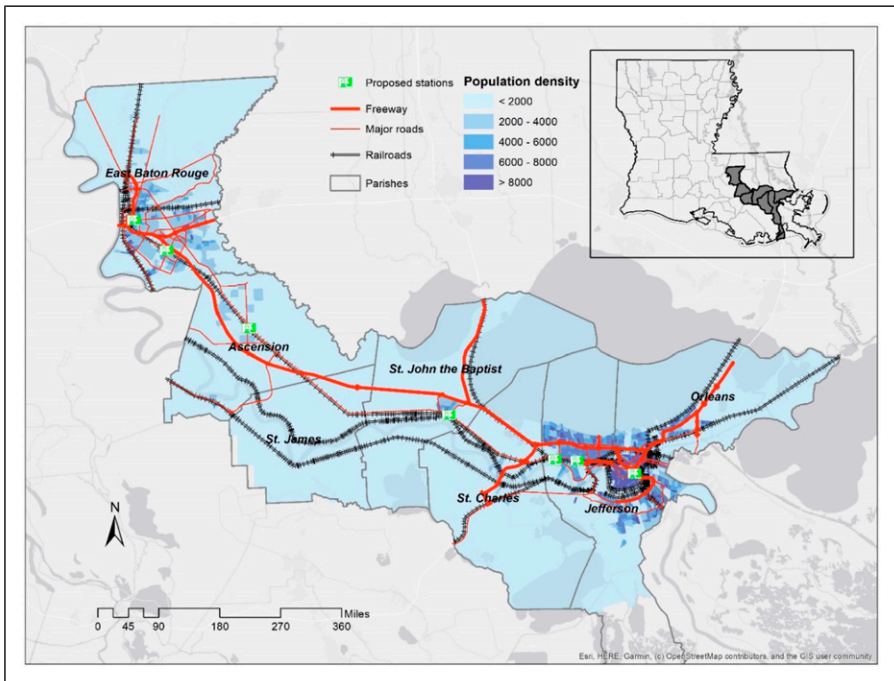 Proposed stations
Freeway
Major roads
Railroads
Parishes
Population density
< 2000
2000 - 4000
4000 - 6000
6000 - 8000
> 8000
East Baton Rouge
Ascension
St. John the Baptist
Orleans
St. James
St. Charles
Jefferson
N
Miles
0 45 90 180 270 360
Esri, HERE, Garmin, (c) OpenStreetMap contributors, and the GIS user community